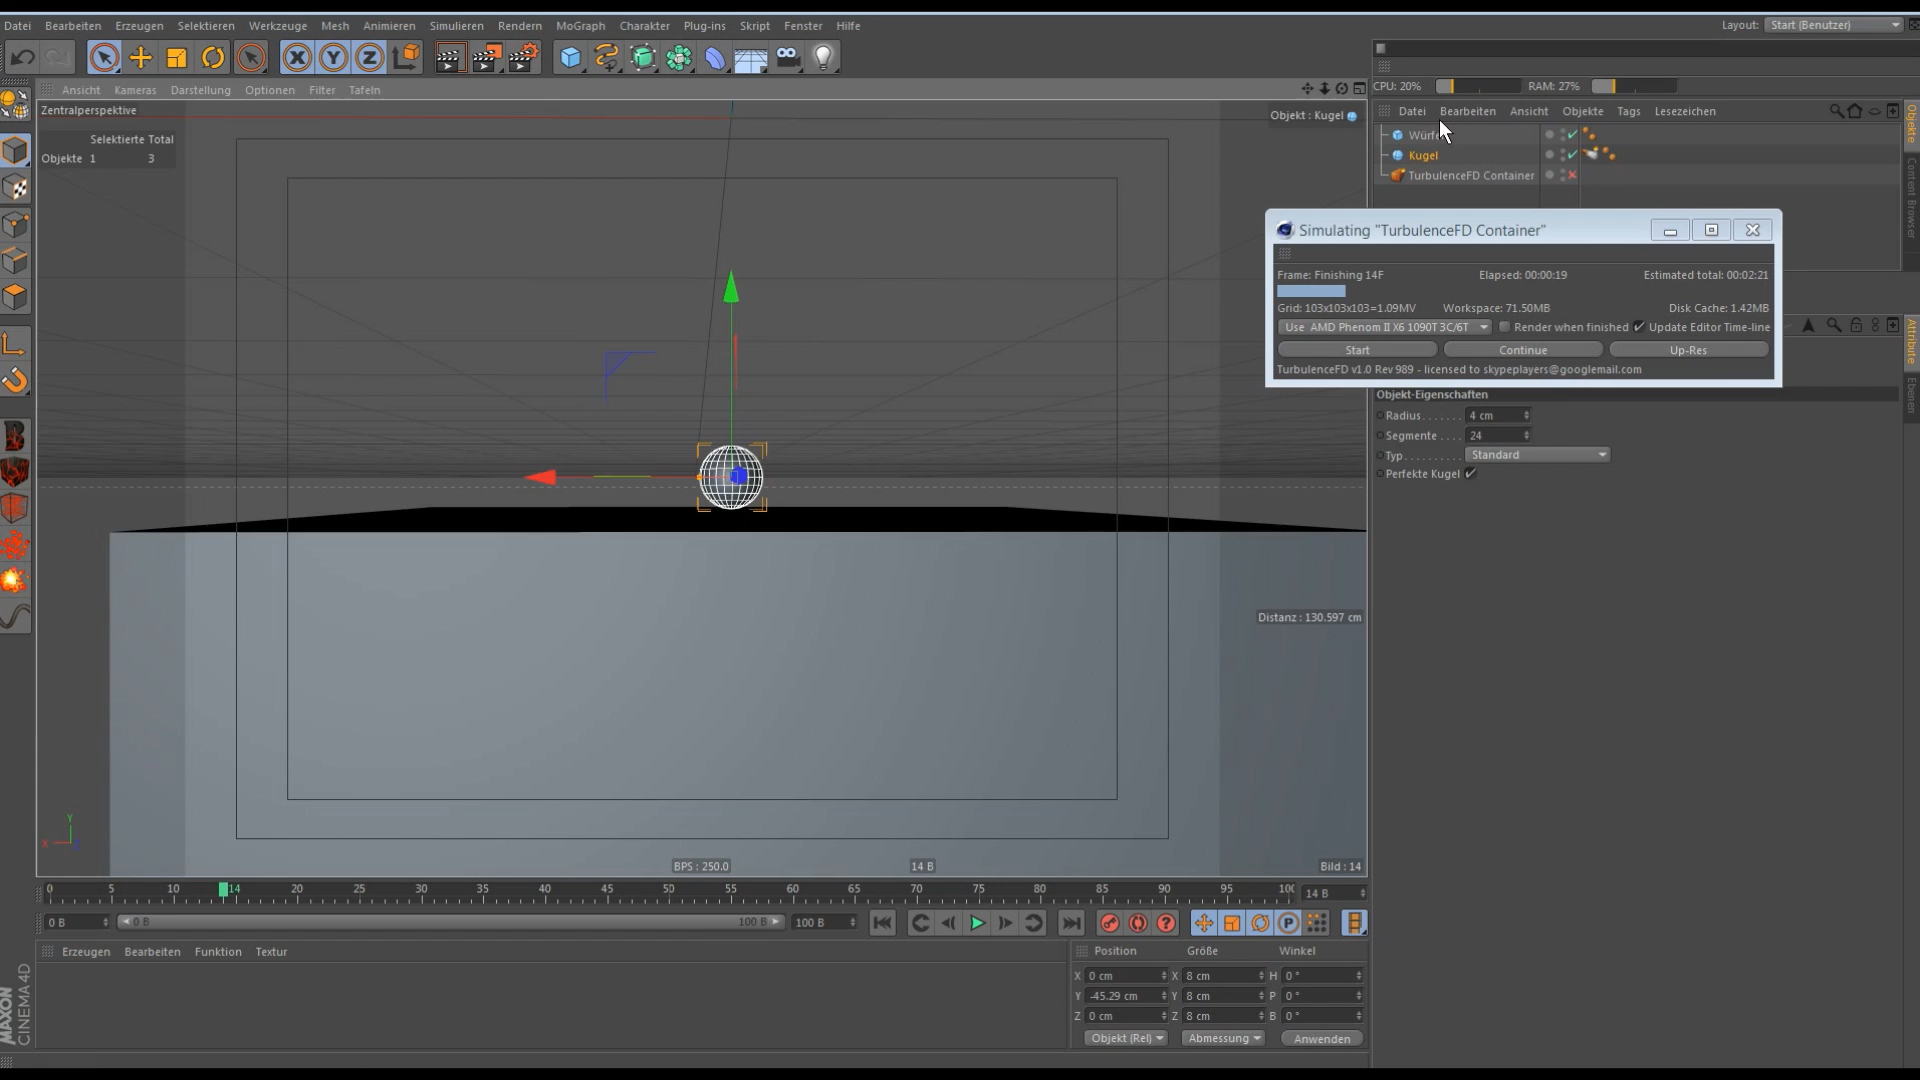 Datei Bearbeiten Erzeugen Selektieren Werkzeuge Mesh Animieren Simulieren Rendern MoGraph Charakter Plug-ins Skript Fenster Hilfe
Layout: Start (Benutzer)
CPU: 20% RAM: 27%
Ansicht Kameras Darstellung Optionen Filter Tafeln
Datei Bearbeiten Ansicht Objekte Tags Lesezeichen
Zentralperspektive
Objekt : Kugel
Selektierte Total
Objekte 1 3
Kugel
TurbulenceFD Container
Objekte
Content Browser
Simulating "TurbulenceFD Container"
Frame: Finishing 14F Elapsed: 00:00:19 Estimated total: 00:02:21
Grid: 103x103x103=1.09MV Workspace: 71.50MB Disk Cache: 1.42MB
Use AMD Phenom II X6 1090T 3C/6T Render when finished Update Editor Time-line
Start Continue Up-Res
TurbulenceFD v1.0 Rev 989 - licensed to skypeplayers@googlemail.com
Attribute
Ebenen
Objekt-Eigenschaften
Radius . . . . . . . 4 cm
Segmente . . . . 24
Typ . . . . . . . . . . Standard
Perfekte Kugel
Distanz : 130.597 cm
X Y Z
Y
X
BPS : 250.0 14 B Bild : 14
0 5 10 14 20 25 30 35 40 45 50 55 60 65 70 75 80 85 90 95 100 14 B
0 B 0 B 100 B 100 B
P
Erzeugen Bearbeiten Funktion Textur
Position Größe Winkel
X 0 cm X 8 cm H 0 °
Y -45.29 cm Y 8 cm P 0 °
Z 0 cm Z 8 cm B 0 °
Objekt (Rel) Abmessung Anwenden
MAXON
CINEMA 4D